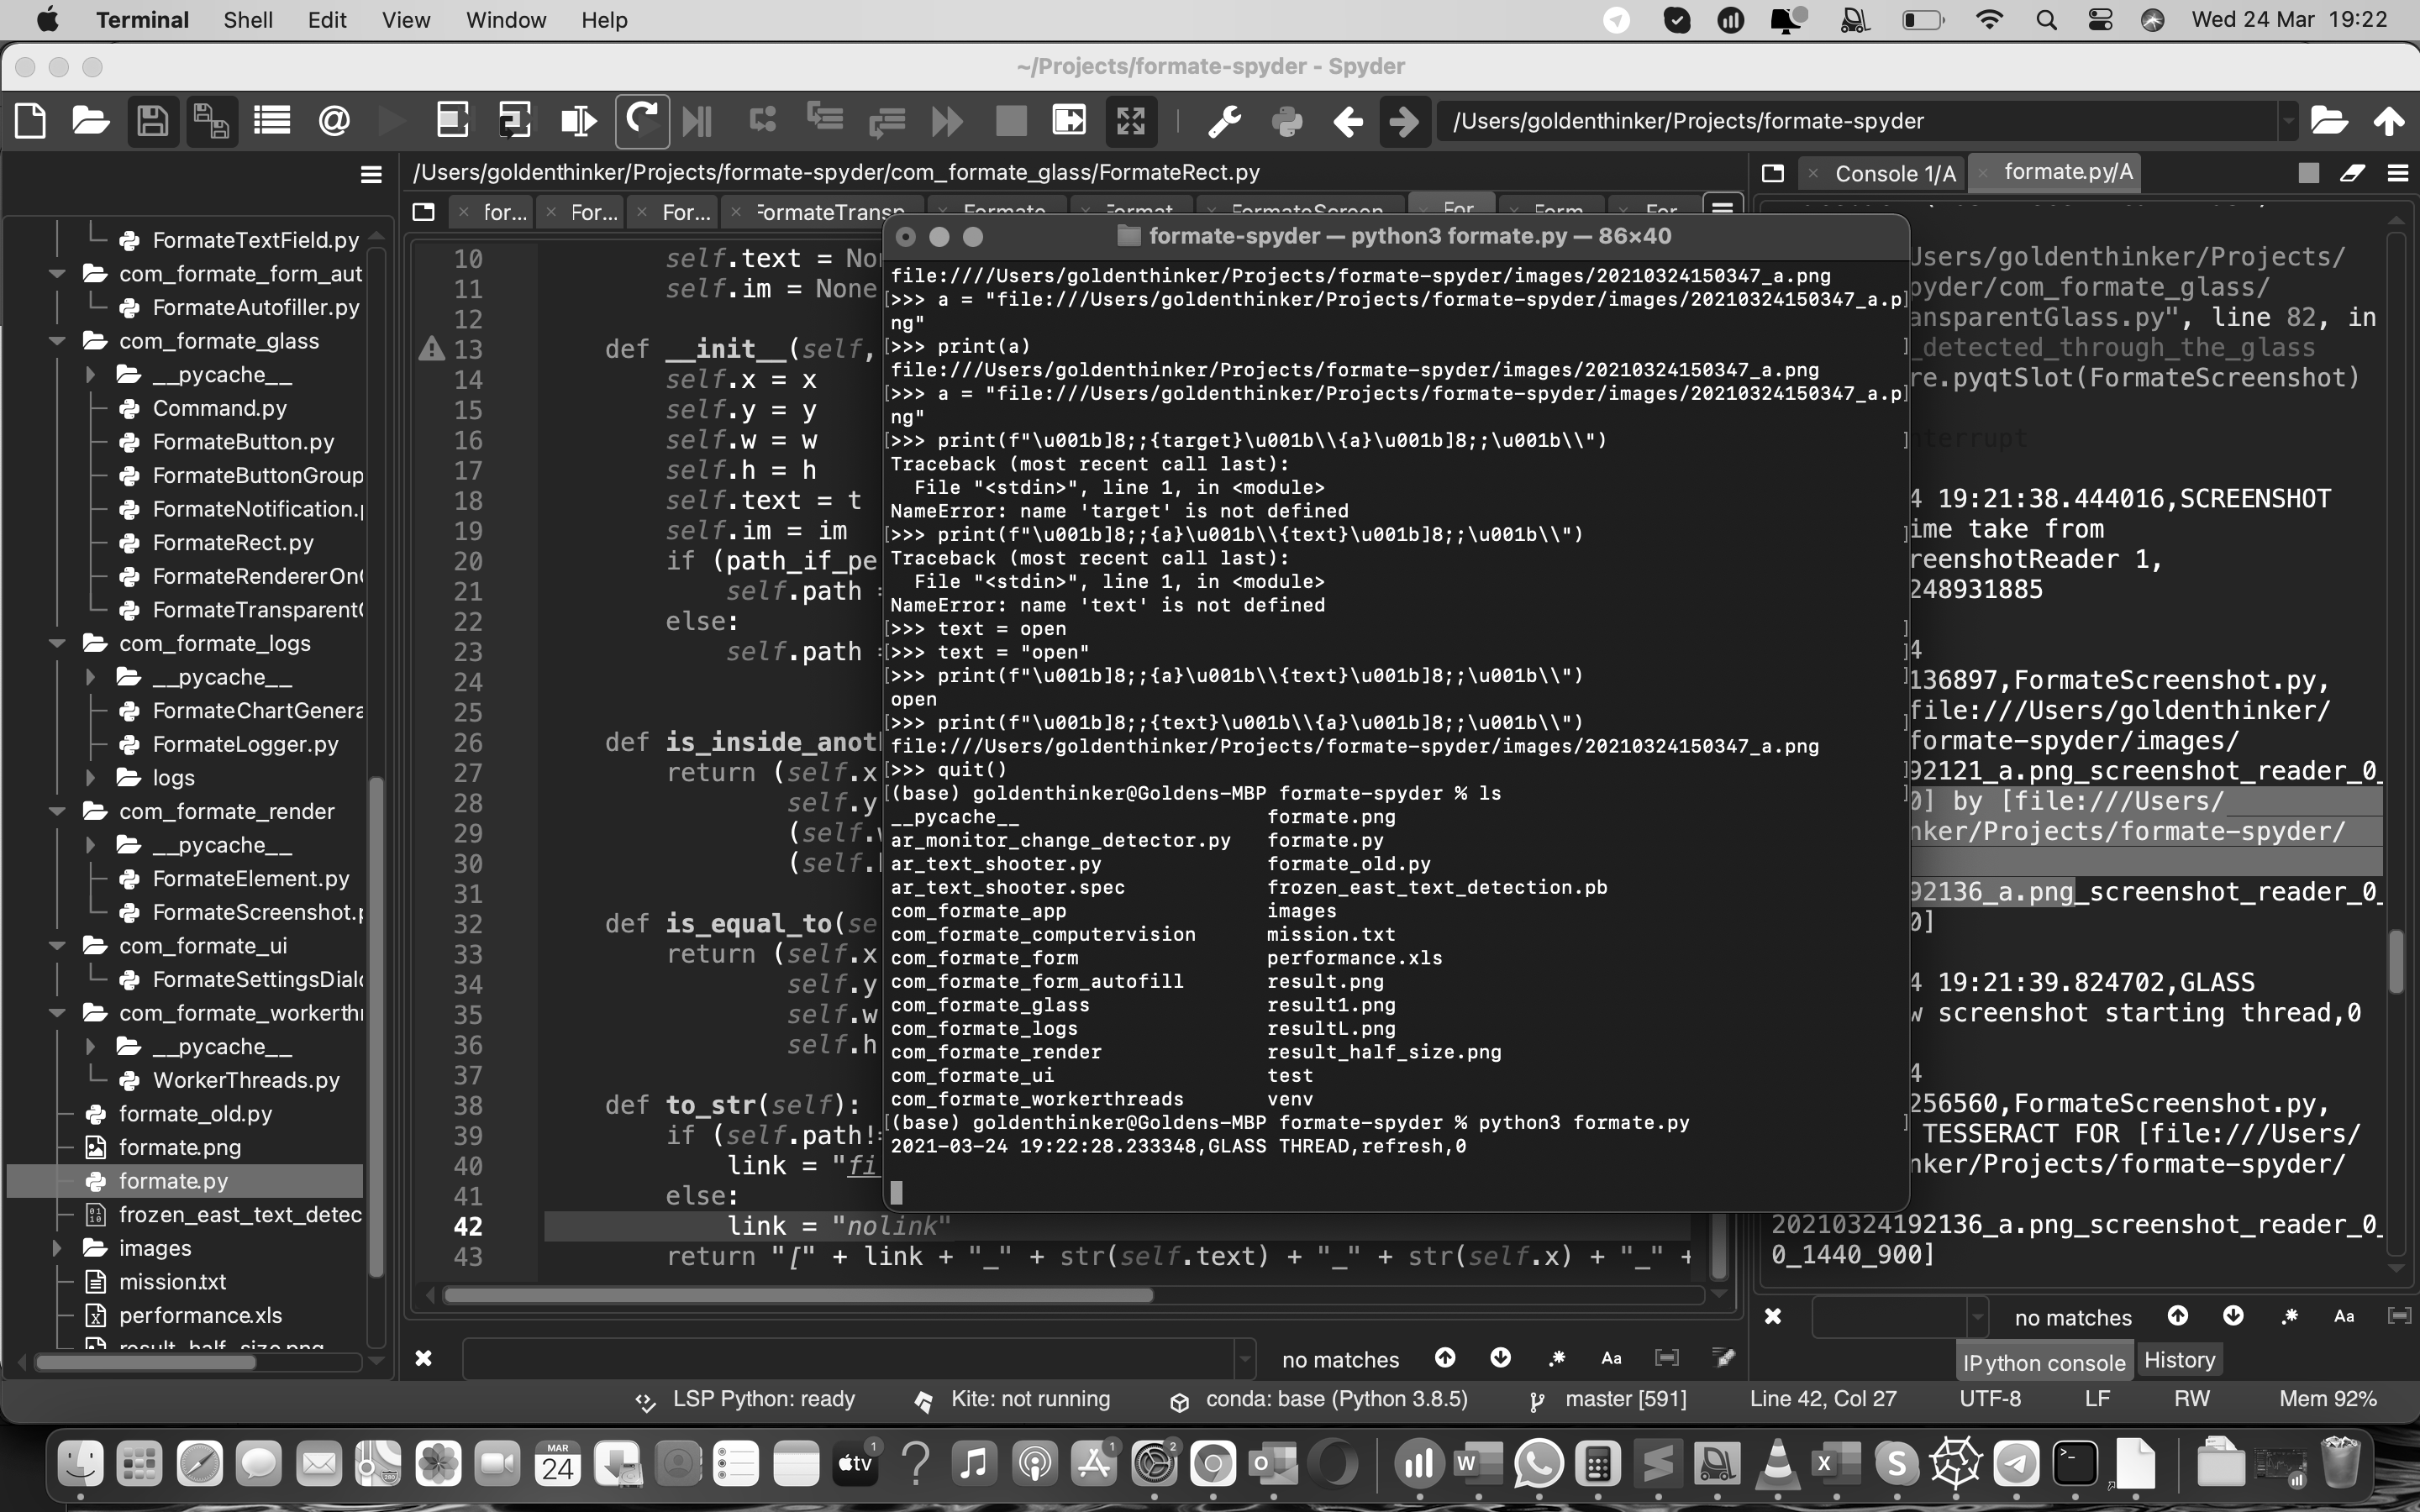 Terminal Shell Edit View Window Help Wed 24 Mar 19:22
~/Projects/formate-spyder - Spyder
/Users/goldenthinker/Projects/formate-spyder
/Users/goldenthinker/Projects/formate-spyder/com_formate_glass/FormateRect.py
Console 1/A
formate.py/A
for...
For...
For...
FormateTextField.py
com_formate_form_aut
FormateAutofiller.py
com_formate_glass
__pycache__
Command.py
FormateButton.py
FormateButtonGroup
FormateNotification.
FormateRect.py
FormateRendererOn
FormateTransparent
com_formate_logs
__pycache__
FormateChartGenera
FormateLogger.py
logs
com_formate_render
__pycache__
FormateElement.py
FormateScreenshot.
com_formate_ui
FormateSettingsDial
com_formate_workerth
__pycache__
WorkerThreads.py
formate_old.py
formate.png
formate.py
frozen_east_text_detec
images
mission.txt
performance.xls
result_half_size.png
10 self.text = No
11 self.im = None
12
13 def __init__(self,
14 self.x = x
15 self.y = y
16 self.w = w
17 self.h = h
18 self.text = t
19 self.im = im
20 if (path_if_pe
21 self.path =
22 else:
23 self.path =
24
25
26 def is_inside_anot
27 return (self.x
28 self.y
29 (self.
30 (self.
31
32 def is_equal_to(se
33 return (self.x
34 self.y
35 self.w
36 self.h
37
38 def to_str(self):
39 if (self.path!=
40 link = "fi
41 else:
42 link = "nolink"
43 return "[" + link + "_" + str(self.text) + "_" + str(self.x) + "_" +
formate-spyder — python3 formate.py — 86×40
file:////Users/goldenthinker/Projects/formate-spyder/images/20210324150347_a.png
[>>> a = "file:///Users/goldenthinker/Projects/formate-spyder/images/20210324150347_a.p]
ng"
[>>> print(a) ]
file:///Users/goldenthinker/Projects/formate-spyder/images/20210324150347_a.png
[>>> a = "file:///Users/goldenthinker/Projects/formate-spyder/images/20210324150347_a.p]
ng"
[>>> print(f"\u001b]8;;{target}\u001b\\{a}\u001b]8;;\u001b\\") ]
Traceback (most recent call last):
File "<stdin>", line 1, in <module>
NameError: name 'target' is not defined
[>>> print(f"\u001b]8;;{a}\u001b\\{text}\u001b]8;;\u001b\\") ]
Traceback (most recent call last):
File "<stdin>", line 1, in <module>
NameError: name 'text' is not defined
[>>> text = open ]
[>>> text = "open" ]
[>>> print(f"\u001b]8;;{a}\u001b\\{text}\u001b]8;;\u001b\\") ]
open
[>>> print(f"\u001b]8;;{text}\u001b\\{a}\u001b]8;;\u001b\\") ]
file:///Users/goldenthinker/Projects/formate-spyder/images/20210324150347_a.png
[>>> quit() ]
[(base) goldenthinker@Goldens-MBP formate-spyder % ls ]
__pycache__ formate.png
ar_monitor_change_detector.py formate.py
ar_text_shooter.py formate_old.py
ar_text_shooter.spec frozen_east_text_detection.pb
com_formate_app images
com_formate_computervision mission.txt
com_formate_form performance.xls
com_formate_form_autofill result.png
com_formate_glass result1.png
com_formate_logs resultL.png
com_formate_render result_half_size.png
com_formate_ui test
com_formate_workerthreads venv
[(base) goldenthinker@Goldens-MBP formate-spyder % python3 formate.py ]
2021-03-24 19:22:28.233348,GLASS THREAD,refresh,0
Users/goldenthinker/Projects/
pyder/com_formate_glass/
ansparentGlass.py", line 82, in
_detected_through_the_glass
re.pyqtSlot(FormateScreenshot)
nterrupt
4 19:21:38.444016,SCREENSHOT
ime take from
reenshotReader 1,
248931885
4
136897,FormateScreenshot.py,
file:///Users/goldenthinker/
formate-spyder/images/
92121_a.png_screenshot_reader_0_
0] by [file:///Users/
nker/Projects/formate-spyder/
92136_a.png_screenshot_reader_0_
0]
4 19:21:39.824702,GLASS
w screenshot starting thread,0
4
256560,FormateScreenshot.py,
TESSERACT FOR [file:///Users/
nker/Projects/formate-spyder/
20210324192136_a.png_screenshot_reader_0_
0_1440_900]
no matches Aa
no matches Aa
IPython console History
LSP Python: ready Kite: not running conda: base (Python 3.8.5) master [591] Line 42, Col 27 UTF-8 LF RW Mem 92%
MAR
24
tv
1
1
2